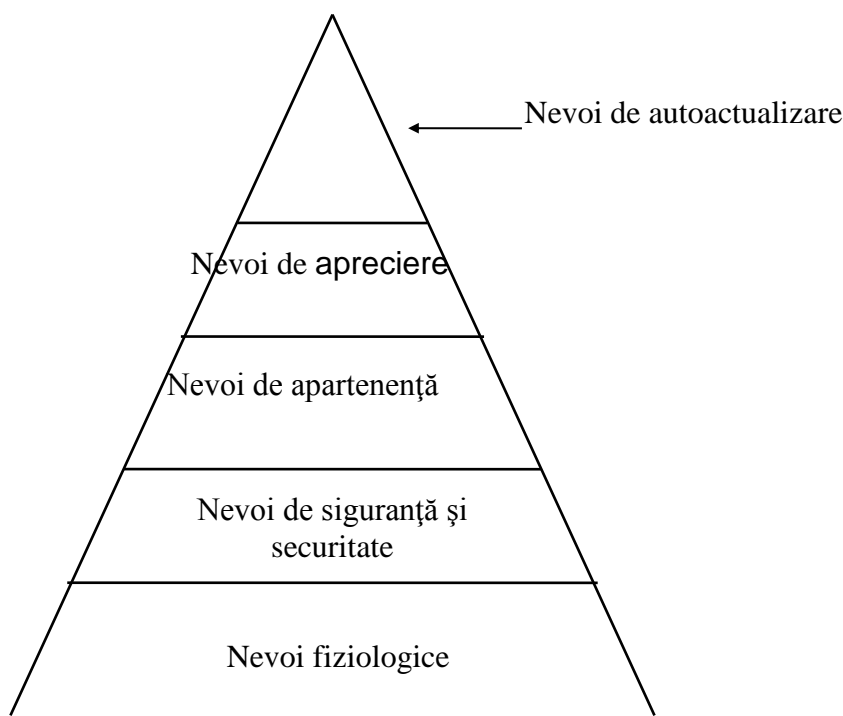 Nevoi de autoactualizare
Nevoi de apreciere
Nevoi de apartenenţă
Nevoi de siguranţă şi
securitate
Nevoi fiziologice